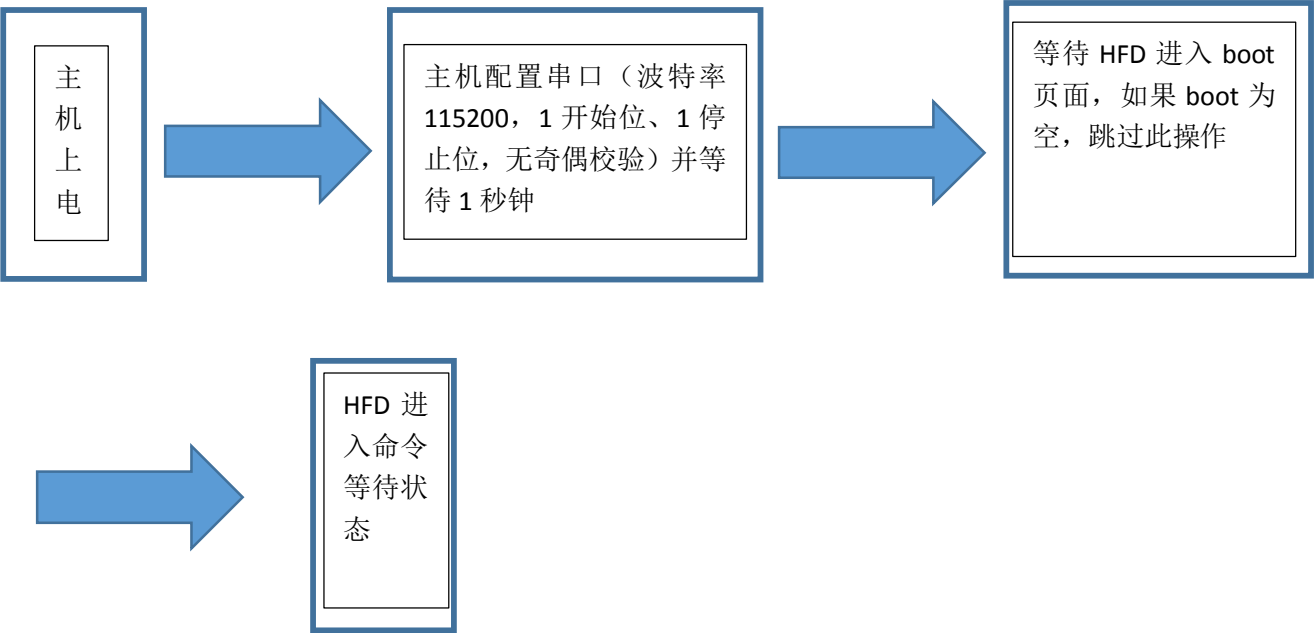 主
机
上
电
主机配置串口（波特率
115200，1 开始位、1 停
止位，无奇偶校验）并等
待 1 秒钟
等待 HFD 进入 boot
页面，如果 boot 为
空，跳过此操作
HFD 进
入命令
等待状
态